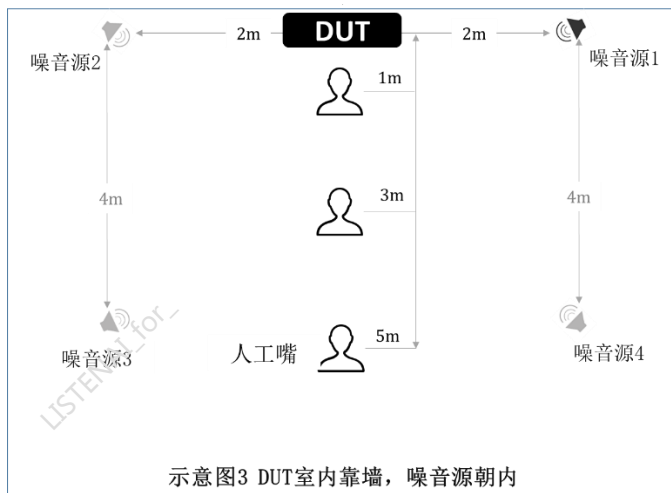 2m DUT 2m
噪音源2 噪音源1
1m
4m 3m 4m
噪音源3 人工嘴 5m 噪音源4
LISTENAI_for_
示意图3 DUT室内靠墙，噪音源朝内